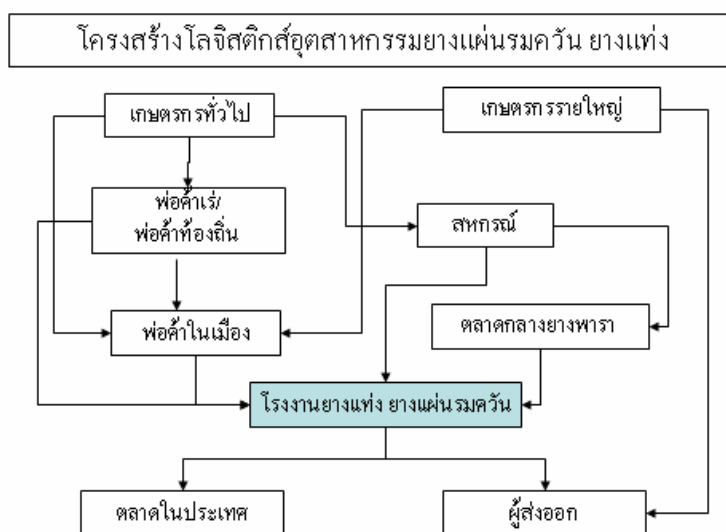 โครงสร้างโลจิสติกส์อุตสาหกรรมยางแผ่นรมควัน ยางแท่ง
เกษตรกรทั่วไป
เกษตรกรรายใหญ่
พ่อค้าเร่/
พ่อค้าท้องถิ่น
สหกรณ์
พ่อค้าในเมือง
ตลาดกลางยางพารา
โรงงานยางแท่ง ยางแผ่นรมควัน
ตลาดในประเทศ
ผู้ส่งออก